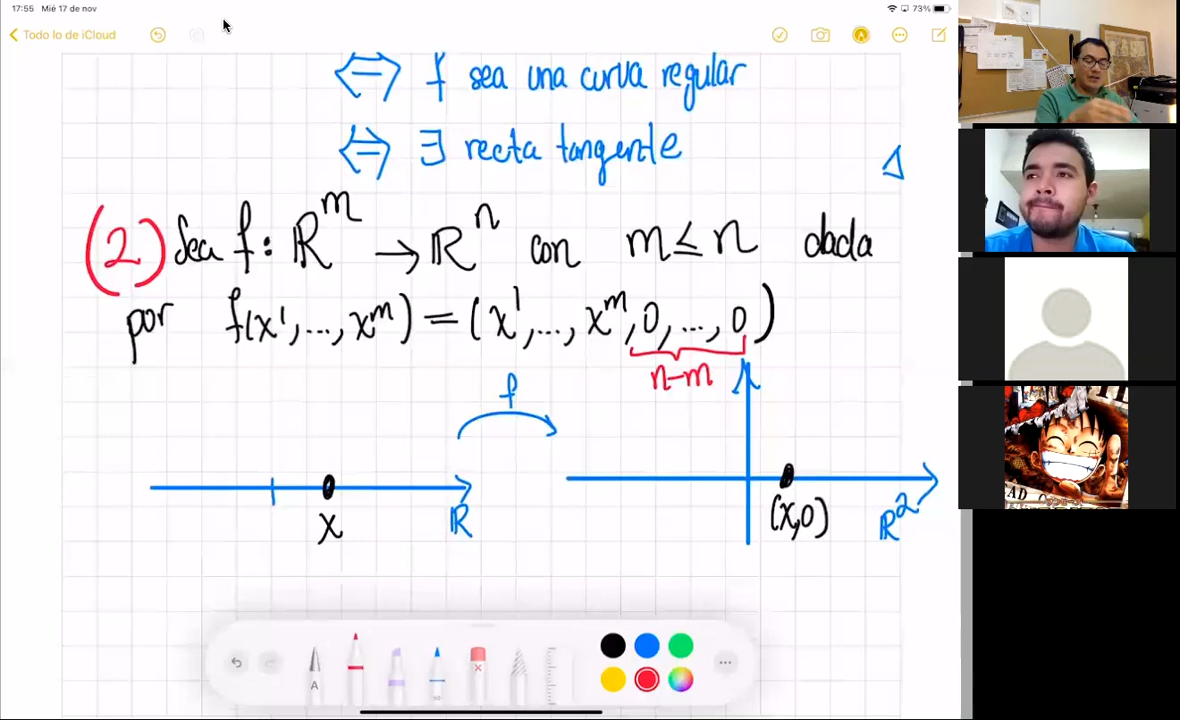 17:55 Mié 17 de nov
73%
Todo lo de iCloud
⟺ f sea una curva regular
⟺ ∃ recta tangente
Δ
(2) Sea f: ℝ^m → ℝ^n con m ≤ n dada
por f(x¹, ..., x^m) = (x¹, ..., x^m, 0, ..., 0)
n-m
f
x
ℝ
(x,0)
ℝ²
A